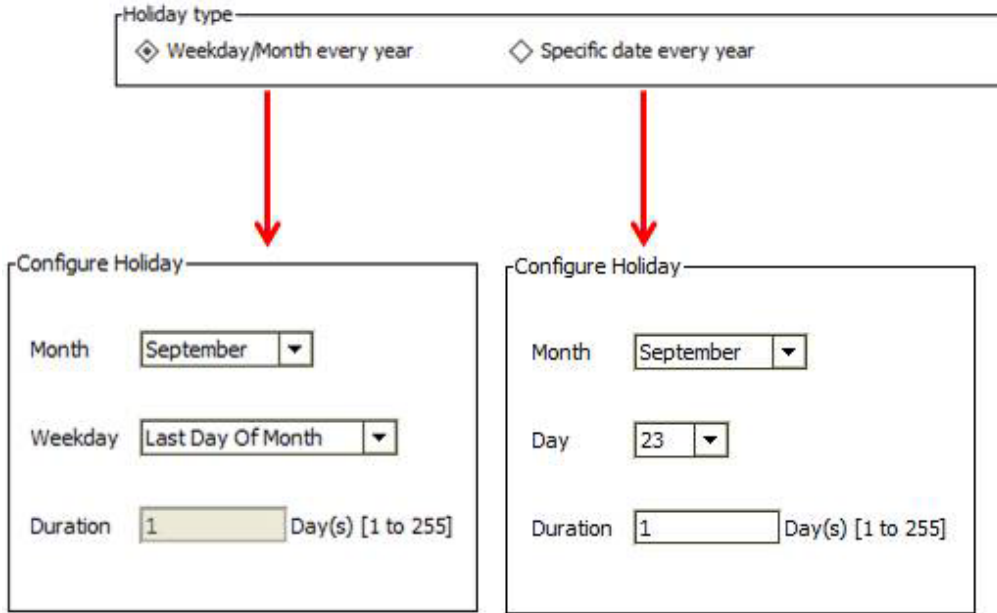 Holiday type
Weekday/Month every year
Specific date every year
Configure Holiday
Month
September
Weekday
Last Day Of Month
Duration
1
Day(s) [1 to 255]
Configure Holiday
Month
September
Day
23
Duration
1
Day(s) [1 to 255]